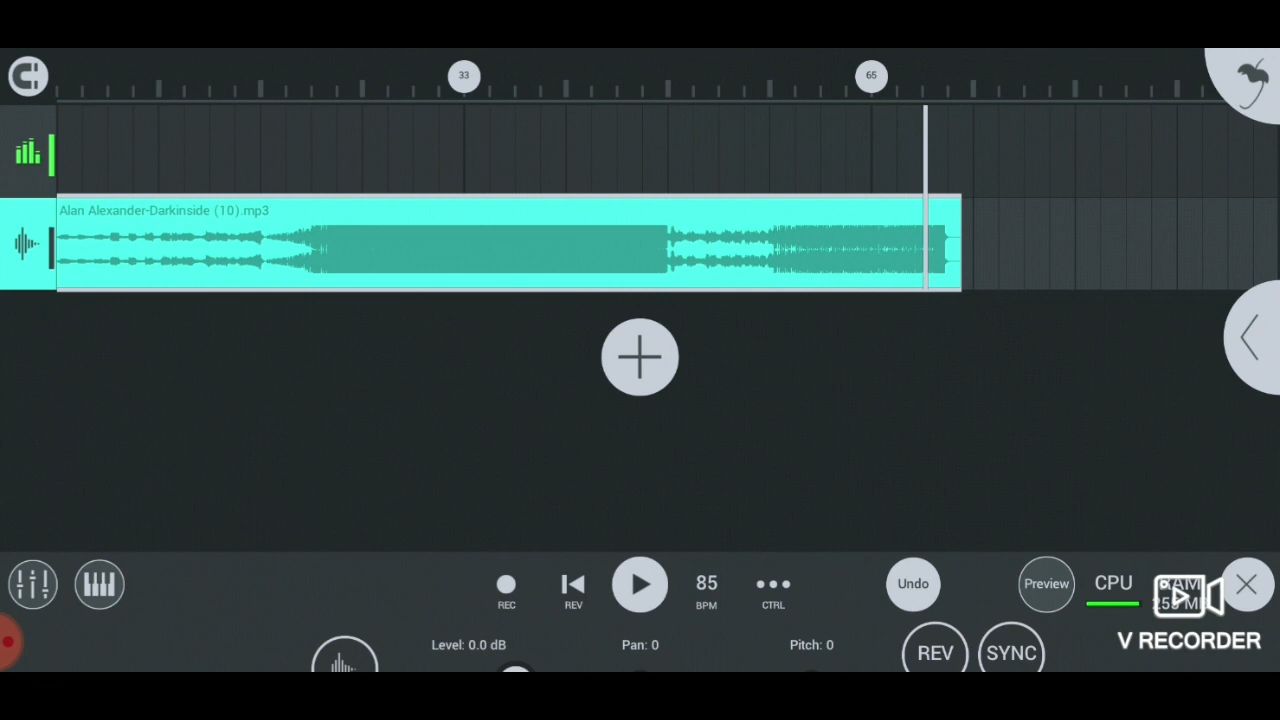 33
65
Alan Alexander-Darkinside (10).mp3
REC
REV
85
BPM
CTRL
Undo
Preview
CPU
RAM
V RECORDER
Level: 0.0 dB
Pan: 0
Pitch: 0
REV
SYNC